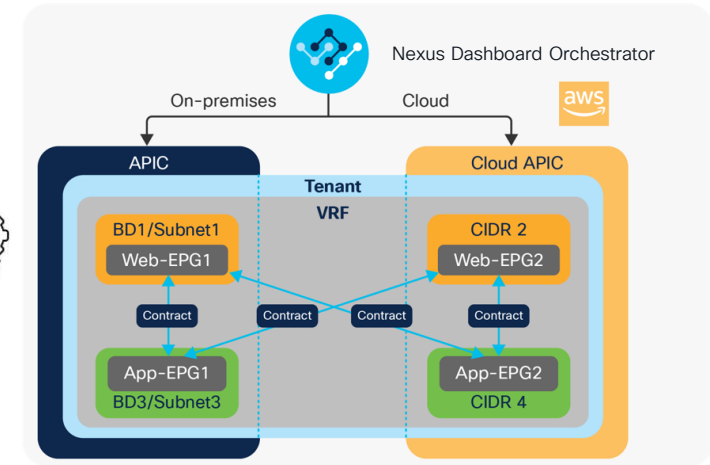 Nexus Dashboard Orchestrator
On-premises
Cloud
aws
APIC
Cloud APIC
Tenant
VRF
BD1/Subnet1
CIDR 2
Web-EPG1
Web-EPG2
Contract
Contract
Contract
Contract
App-EPG1
App-EPG2
BD3/Subnet3
CIDR 4